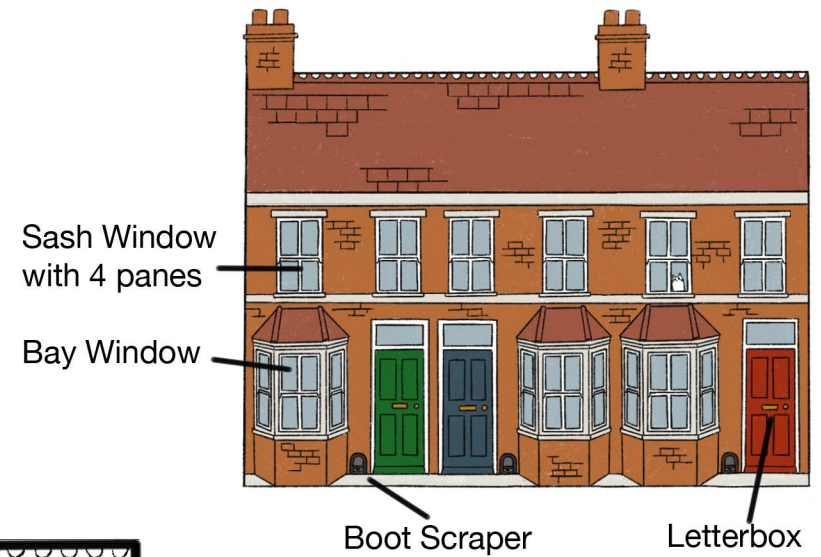 Sash Window
with 4 panes
Bay Window
Boot Scraper
Letterbox